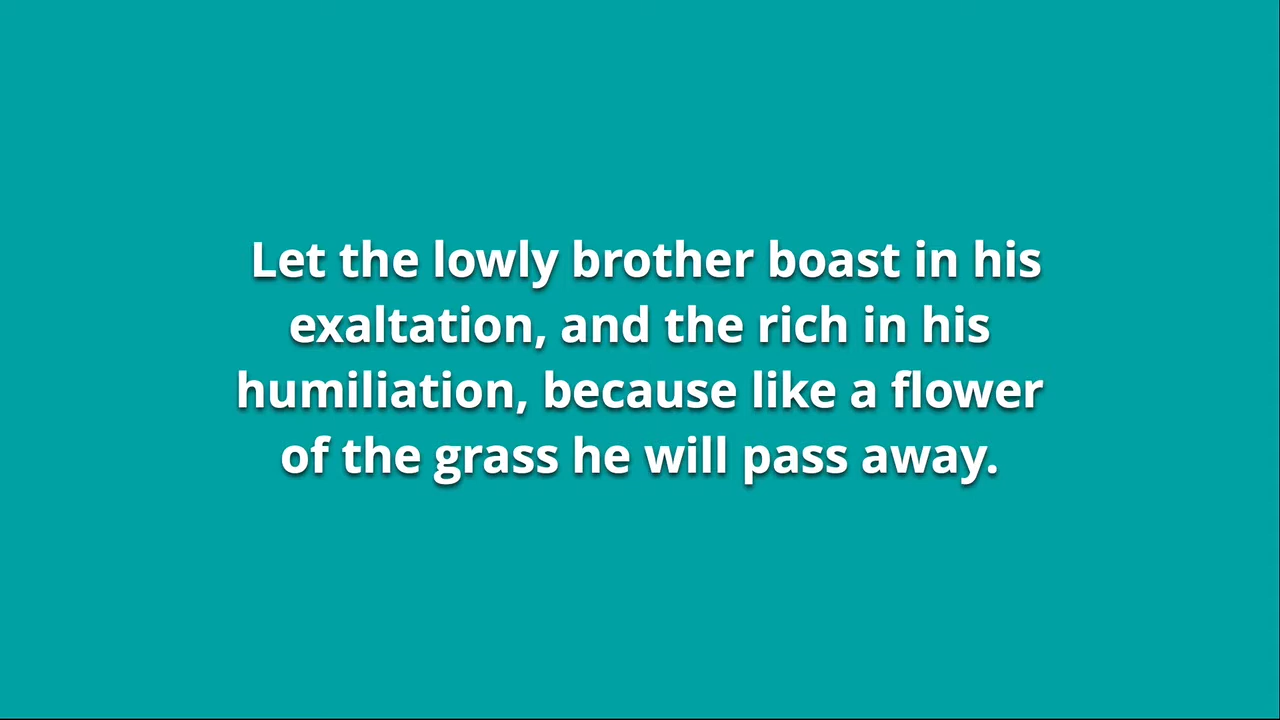 Let the lowly brother boast in his
exaltation, and the rich in his
humiliation, because like a flower
of the grass he will pass away.